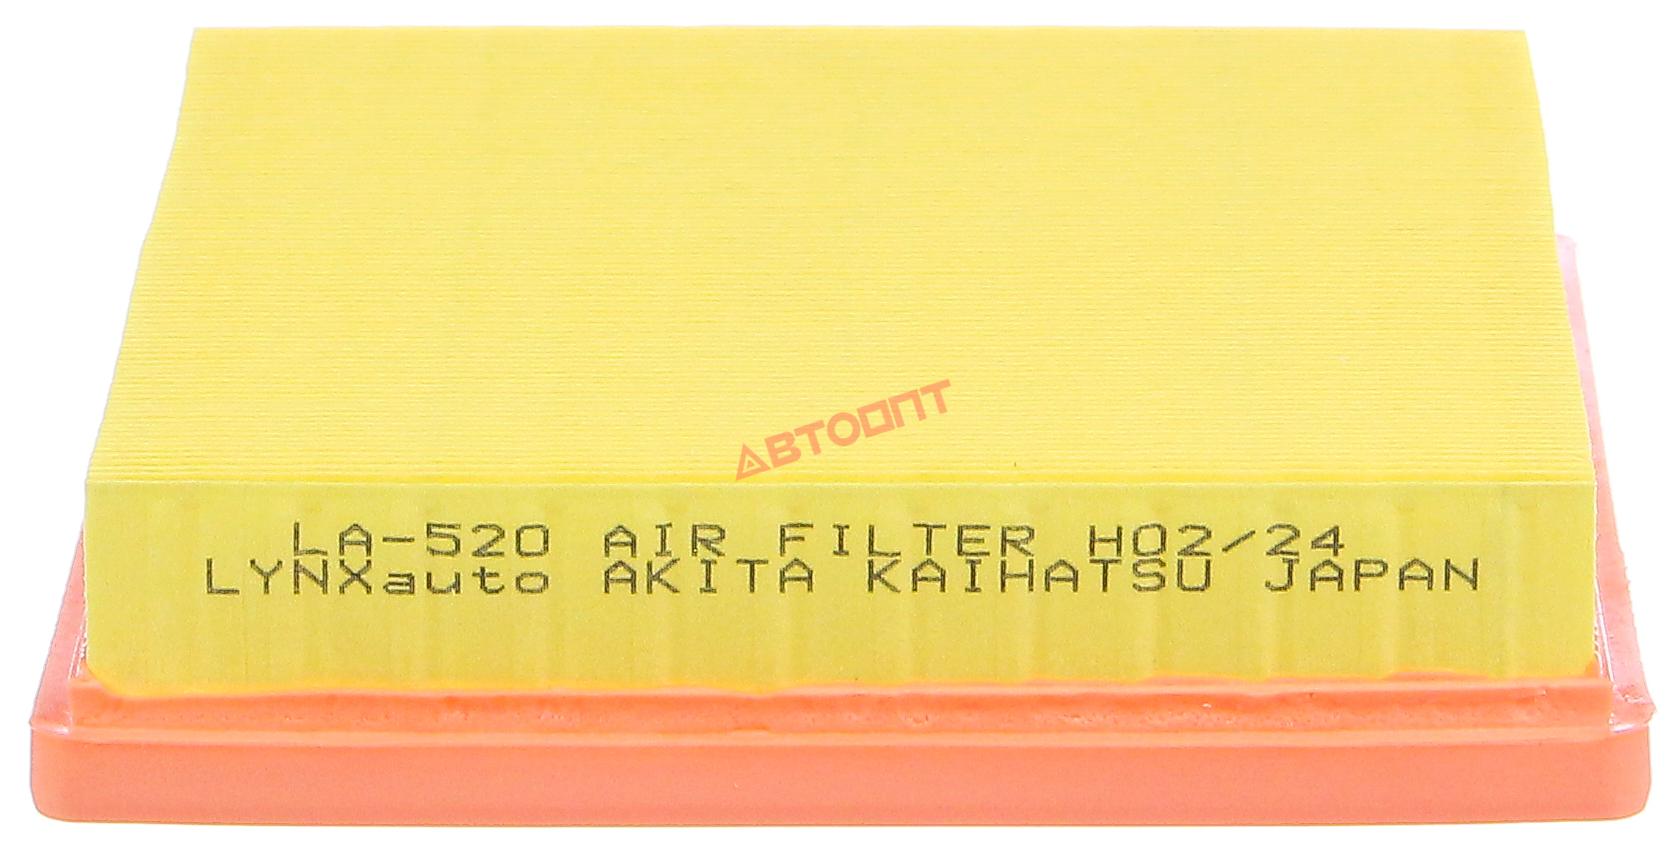 АВТООПТ
LA-520 AIR FILTER H02/24
LYNXauto AKITA KAIHATSU JAPAN